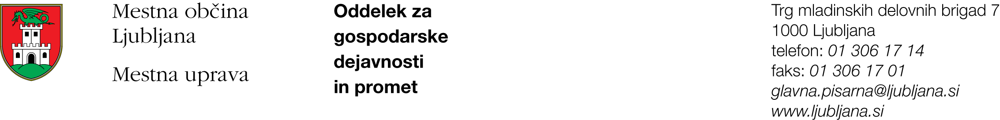 Mestna občina
Ljubljana
Mestna uprava
Oddelek za
gospodarske
dejavnosti
in promet
Trg mladinskih delovnih brigad 7
1000 Ljubljana
telefon: 01 306 17 14
faks: 01 306 17 01
glavna.pisarna@ljubljana.si
www.ljubljana.si